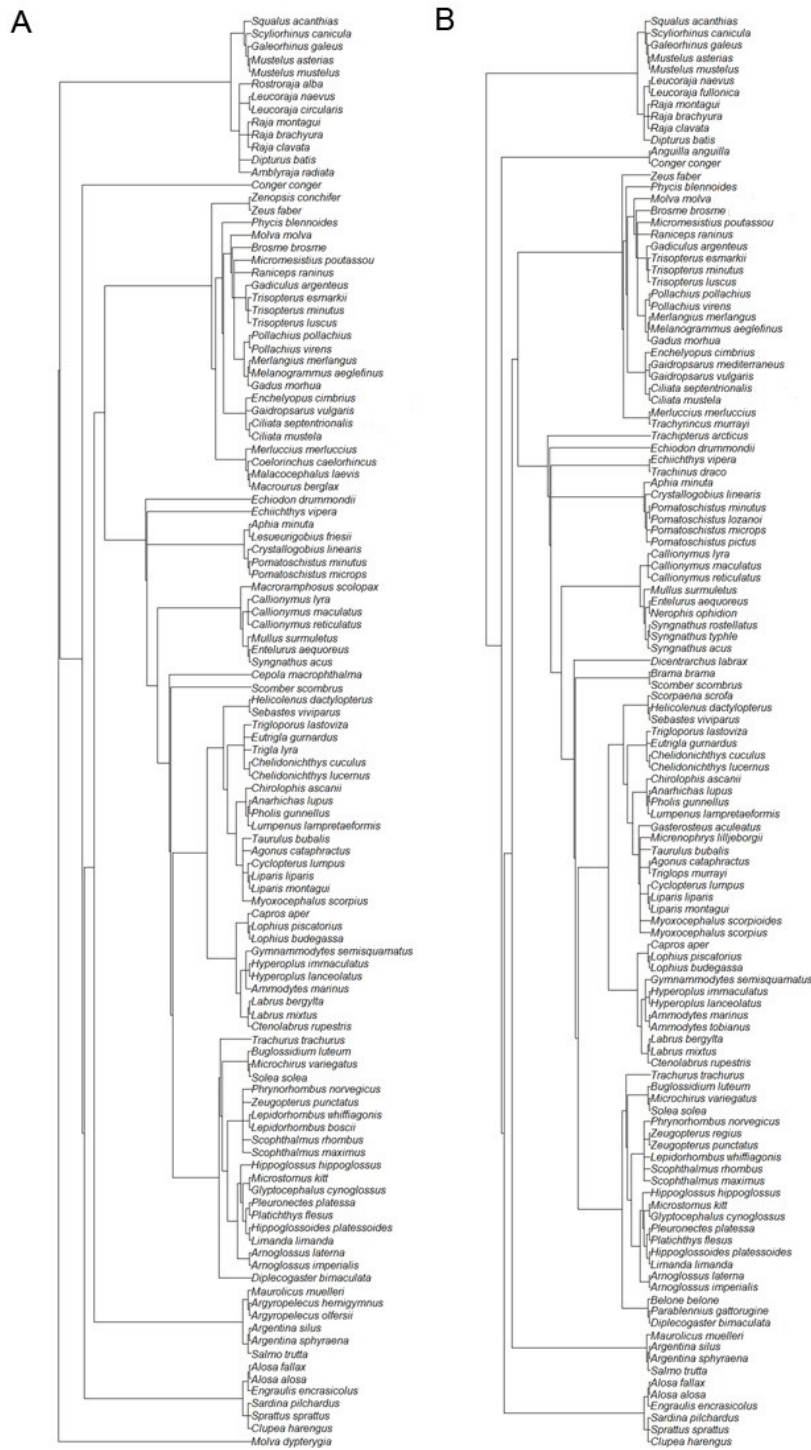 A
Squalus acanthias
Scyliorhinus canicula
Galeorhinus galeus
Mustelus asterias
Mustelus mustelus
Rostroraja alba
Leucoraja naevus
Leucoraja circularis
Raja montagui
Raja brachyura
Raja clavata
Dipturus batis
Amblyraja radiata
Conger conger
Zenopsis conchifer
Zeus faber
Phycis blennoides
Molva molva
Brosme brosme
Micromesistius poutassou
Raniceps raninus
Gadiculus argenteus
Trisopterus esmarkii
Trisopterus minutus
Trisopterus luscus
Pollachius pollachius
Pollachius virens
Merlangius merlangus
Melanogrammus aeglefinus
Gadus morhua
Enchelyopus cimbrius
Gaidropsarus vulgaris
Ciliata septentrionalis
Ciliata mustela
Merluccius merluccius
Coelorinchus caelorhincus
Malacocephalus laevis
Macrourus berglax
Echiodon drummondii
Echiichthys vipera
Aphia minuta
Lesueurigobius friesii
Crystallogobius linearis
Pomatoschistus minutus
Pomatoschistus microps
Macroramphosus scolopax
Callionymus lyra
Callionymus maculatus
Callionymus reticulatus
Mullus surmuletus
Entelurus aequoreus
Syngnathus acus
Cepola macrophthalma
Scomber scombrus
Helicolenus dactylopterus
Sebastes viviparus
Trigloporus lastoviza
Eutrigla gurnardus
Trigla lyra
Chelidonichthys cuculus
Chelidonichthys lucernus
Chirolophis ascanii
Anarhichas lupus
Pholis gunnellus
Lumpenus lampretaeformis
Taurulus bubalis
Agonus cataphractus
Cyclopterus lumpus
Liparis liparis
Liparis montagui
Myoxocephalus scorpius
Capros aper
Lophius piscatorius
Lophius budegassa
Gymnammodytes semisquamatus
Hyperoplus immaculatus
Hyperoplus lanceolatus
Ammodytes marinus
Labrus bergylta
Labrus mixtus
Ctenolabrus rupestris
Trachurus trachurus
Buglossidium luteum
Microchirus variegatus
Solea solea
Phrynorhombus norvegicus
Zeugopterus punctatus
Lepidorhombus whiffiagonis
Lepidorhombus boscii
Scophthalmus rhombus
Scophthalmus maximus
Hippoglossus hippoglossus
Microstomus kitt
Glyptocephalus cynoglossus
Pleuronectes platessa
Platichthys flesus
Hippoglossoides platessoides
Limanda limanda
Arnoglossus laterna
Arnoglossus imperialis
Diplecogaster bimaculata
Maurolicus muelleri
Argyropelecus hemigymnus
Argyropelecus olfersii
Argentina silus
Argentina sphyraena
Salmo trutta
Alosa fallax
Alosa alosa
Engraulis encrasicolus
Sardina pilchardus
Sprattus sprattus
Clupea harengus
Molva dypterygia
B
Squalus acanthias
Scyliorhinus canicula
Galeorhinus galeus
Mustelus asterias
Mustelus mustelus
Leucoraja naevus
Leucoraja fullonica
Raja montagui
Raja brachyura
Raja clavata
Dipturus batis
Anguilla anguilla
Conger conger
Zeus faber
Phycis blennoides
Molva molva
Brosme brosme
Micromesistius poutassou
Raniceps raninus
Gadiculus argenteus
Trisopterus esmarkii
Trisopterus minutus
Trisopterus luscus
Pollachius pollachius
Pollachius virens
Merlangius merlangus
Melanogrammus aeglefinus
Gadus morhua
Enchelyopus cimbrius
Gaidropsarus mediterraneus
Gaidropsarus vulgaris
Ciliata septentrionalis
Ciliata mustela
Merluccius merluccius
Trachyrincus murrayi
Trachipterus arcticus
Echiodon drummondii
Echiichthys vipera
Trachinus draco
Aphia minuta
Crystallogobius linearis
Pomatoschistus minutus
Pomatoschistus lozanoi
Pomatoschistus microps
Pomatoschistus pictus
Callionymus lyra
Callionymus maculatus
Callionymus reticulatus
Mullus surmuletus
Entelurus aequoreus
Nerophis ophidion
Syngnathus rostellatus
Syngnathus typhle
Syngnathus acus
Dicentrarchus labrax
Brama brama
Scomber scombrus
Scorpaena scrofa
Helicolenus dactylopterus
Sebastes viviparus
Trigloporus lastoviza
Eutrigla gurnardus
Chelidonichthys cuculus
Chelidonichthys lucernus
Chirolophis ascanii
Anarhichas lupus
Pholis gunnellus
Lumpenus lampretaeformis
Gasterosteus aculeatus
Micrenophrys lilljeborgii
Taurulus bubalis
Agonus cataphractus
Triglops murrayi
Cyclopterus lumpus
Liparis liparis
Liparis montagui
Myoxocephalus scorpioides
Myoxocephalus scorpius
Capros aper
Lophius piscatorius
Lophius budegassa
Gymnammodytes semisquamatus
Hyperoplus immaculatus
Hyperoplus lanceolatus
Ammodytes marinus
Ammodytes tobianus
Labrus bergylta
Labrus mixtus
Ctenolabrus rupestris
Trachurus trachurus
Buglossidium luteum
Microchirus variegatus
Solea solea
Phrynorhombus norvegicus
Zeugopterus regius
Zeugopterus punctatus
Lepidorhombus whiffiagonis
Scophthalmus rhombus
Scophthalmus maximus
Hippoglossus hippoglossus
Microstomus kitt
Glyptocephalus cynoglossus
Pleuronectes platessa
Platichthys flesus
Hippoglossoides platessoides
Limanda limanda
Arnoglossus laterna
Arnoglossus imperialis
Belone belone
Parablennius gattorugine
Diplecogaster bimaculata
Maurolicus muelleri
Argentina silus
Argentina sphyraena
Salmo trutta
Alosa fallax
Alosa alosa
Engraulis encrasicolus
Sardina pilchardus
Sprattus sprattus
Clupea harengus